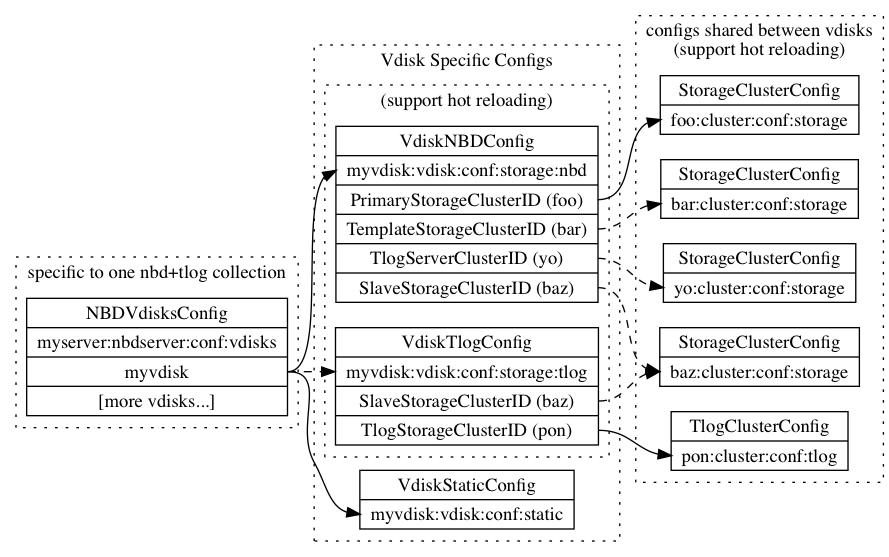 specific to one nbd+tlog collection
NBDVdisksConfig
myserver:nbdserver:conf:vdisks
myvdisk
[more vdisks...]
Vdisk Specific Configs
(support hot reloading)
VdiskNBDConfig
myvdisk:vdisk:conf:storage:nbd
PrimaryStorageClusterID (foo)
TemplateStorageClusterID (bar)
TlogServerClusterID (yo)
SlaveStorageClusterID (baz)
VdiskTlogConfig
myvdisk:vdisk:conf:storage:tlog
SlaveStorageClusterID (baz)
TlogStorageClusterID (pon)
VdiskStaticConfig
myvdisk:vdisk:conf:static
configs shared between vdisks
(support hot reloading)
StorageClusterConfig
foo:cluster:conf:storage
StorageClusterConfig
bar:cluster:conf:storage
StorageClusterConfig
yo:cluster:conf:storage
StorageClusterConfig
baz:cluster:conf:storage
TlogClusterConfig
pon:cluster:conf:tlog